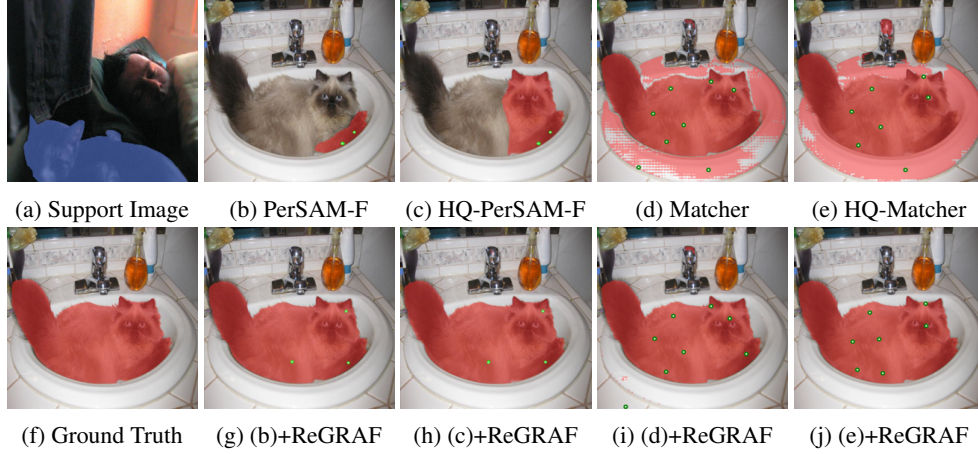 (a) Support Image (b) PerSAM-F (c) HQ-PerSAM-F (d) Matcher (e) HQ-Matcher
(f) Ground Truth (g) (b)+ReGRAF (h) (c)+ReGRAF (i) (d)+ReGRAF (j) (e)+ReGRAF